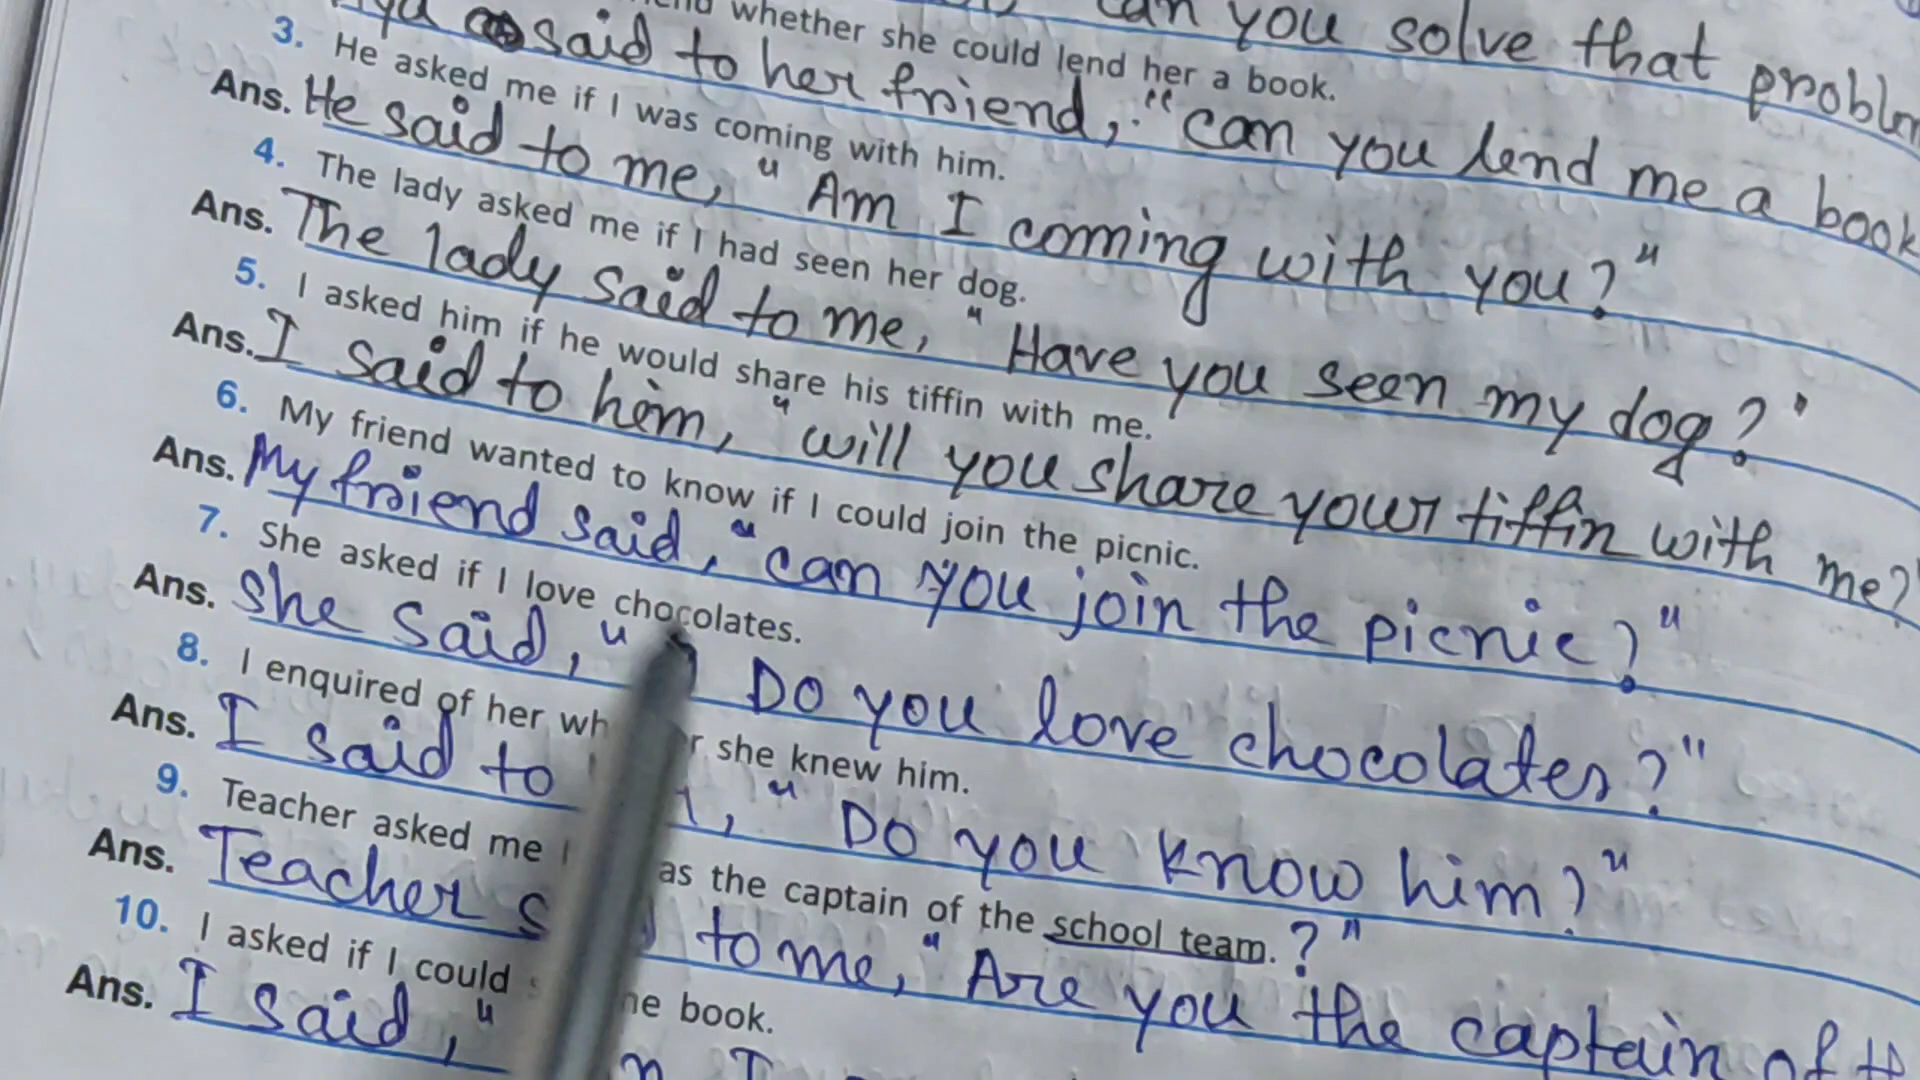 can you solve that problm
whether she could lend her a book.
said to her friend, "can you lend me a book
3. He asked me if I was coming with him.
Ans. He said to me, " Am I coming with you?"
4. The lady asked me if I had seen her dog.
Ans. The lady said to me, " Have you seen my dog?"
5. I asked him if he would share his tiffin with me.
Ans. I said to him, " will you share your tiffin with me?
6. My friend wanted to know if I could join the picnic.
Ans. My friend said, "can you join the picnic?"
7. She asked if I love chocolates.
Ans. she said, " Do you love chocolates?"
8. I enquired of her she knew him.
Ans. I said to , " Do you know him?"
9. Teacher asked me as the captain of the school team. ?"
Ans. Teacher to me, " Are you the captain of
10. I asked if I could book.
Ans. I said, " I